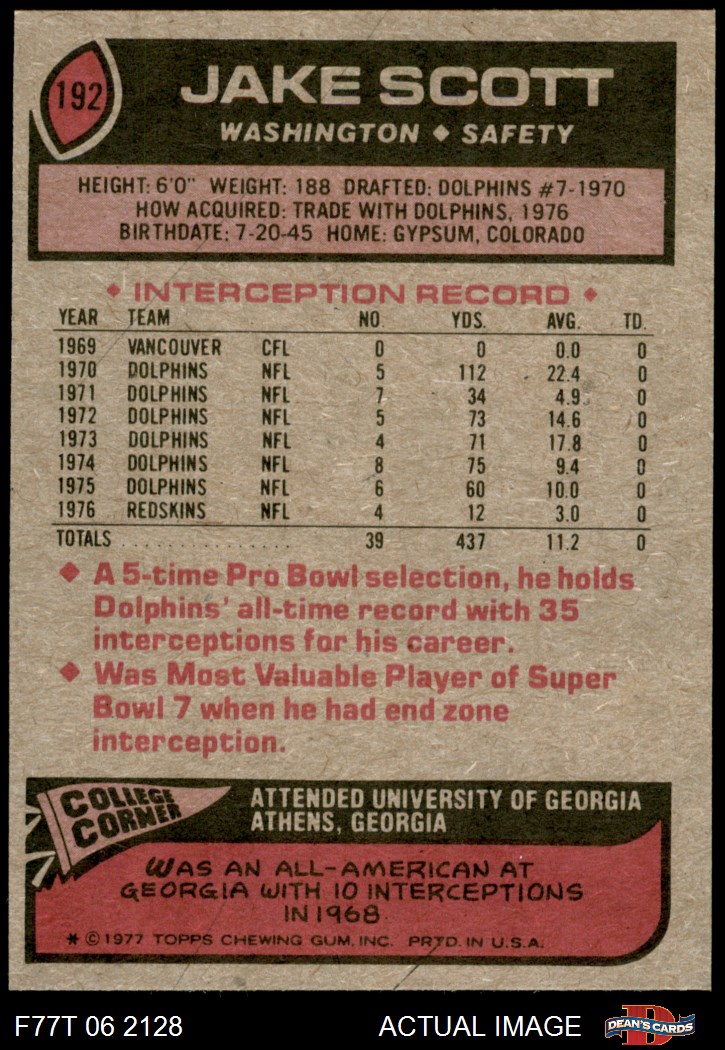 192
JAKE SCOTT
WASHINGTON ◆ SAFETY
HEIGHT: 6'0" WEIGHT: 188 DRAFTED: DOLPHINS #7-1970
HOW ACQUIRED: TRADE WITH DOLPHINS, 1976
BIRTHDATE: 7-20-45 HOME: GYPSUM, COLORADO
◆ INTERCEPTION RECORD ◆
YEAR TEAM NO. YDS. AVG. TD.
1969 VANCOUVER CFL 0 0 0.0 0
1970 DOLPHINS NFL 5 112 22.4 0
1971 DOLPHINS NFL 7 34 4.9 0
1972 DOLPHINS NFL 5 73 14.6 0
1973 DOLPHINS NFL 4 71 17.8 0
1974 DOLPHINS NFL 8 75 9.4 0
1975 DOLPHINS NFL 6 60 10.0 0
1976 REDSKINS NFL 4 12 3.0 0
TOTALS ................ 39 437 11.2 0
◆ A 5-time Pro Bowl selection, he holds
Dolphins' all-time record with 35
interceptions for his career.
◆ Was Most Valuable Player of Super
Bowl 7 when he had end zone
interception.
COLLEGE
CORNER
ATTENDED UNIVERSITY OF GEORGIA
ATHENS, GEORGIA
WAS AN ALL-AMERICAN AT
GEORGIA WITH 10 INTERCEPTIONS
IN 1968
* © 1977 TOPPS CHEWING GUM, INC. PRTD. IN U.S.A.
F77T 06 2128 ACTUAL IMAGE
D
DEAN'S CARDS